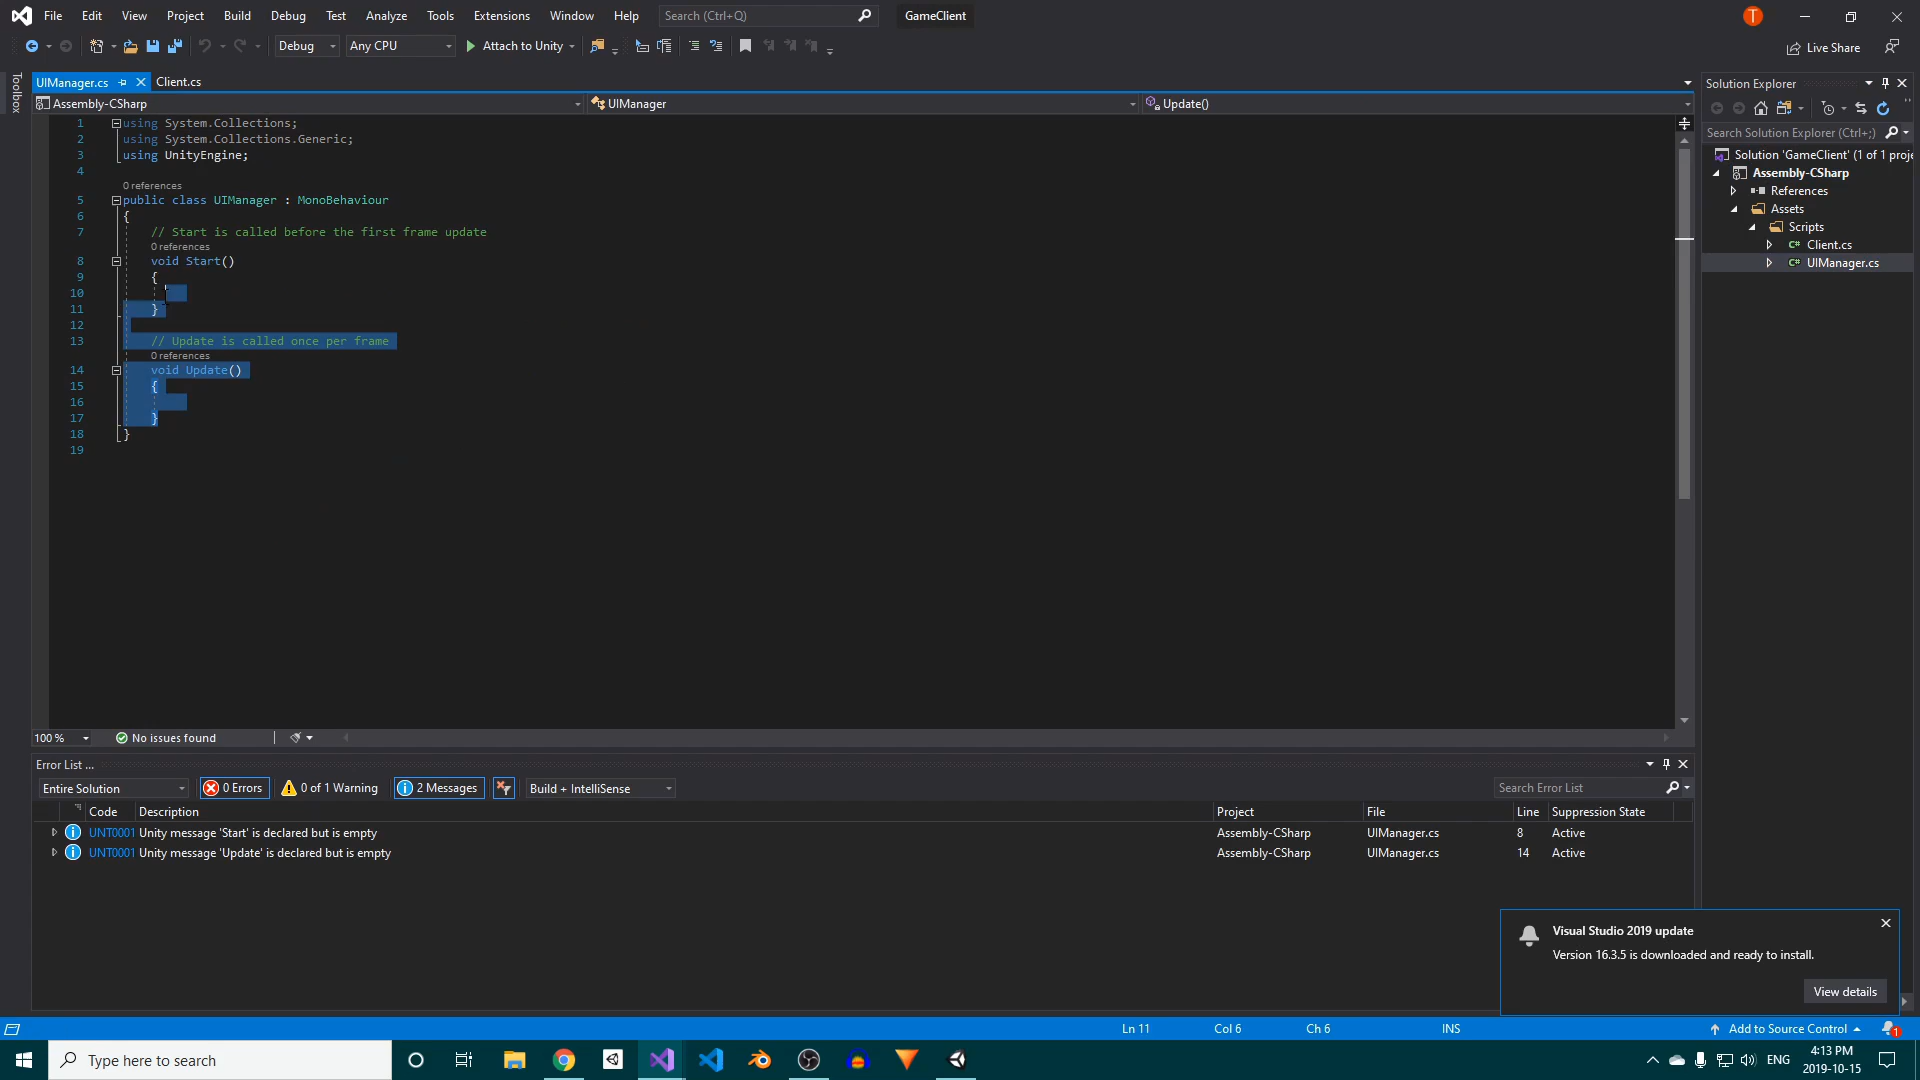 File Edit View Project Build Debug Test Analyze Tools Extensions Window Help Search (Ctrl+Q) GameClient T
Debug Any CPU Attach to Unity Live Share
Toolbox
UIManager.cs Client.cs
Assembly-CSharp UIManager Update()
1 using System.Collections;
2 using System.Collections.Generic;
3 using UnityEngine;
4
0 references
5 public class UIManager : MonoBehaviour
6 {
7 // Start is called before the first frame update
0 references
8 void Start()
9 {
10
11 }
12
13 // Update is called once per frame
0 references
14 void Update()
15 {
16
17 }
18 }
19
100 % No issues found
Solution Explorer
Search Solution Explorer (Ctrl+;)
Solution 'GameClient' (1 of 1 proje
Assembly-CSharp
References
Assets
Scripts
Client.cs
UIManager.cs
Error List ...
Entire Solution 0 Errors 0 of 1 Warning 2 Messages Build + IntelliSense Search Error List
Code Description Project File Line Suppression State
UNT0001 Unity message 'Start' is declared but is empty Assembly-CSharp UIManager.cs 8 Active
UNT0001 Unity message 'Update' is declared but is empty Assembly-CSharp UIManager.cs 14 Active
Visual Studio 2019 update
Version 16.3.5 is downloaded and ready to install.
View details
Ln 11 Col 6 Ch 6 INS Add to Source Control 1
Type here to search ENG 4:13 PM
2019-10-15